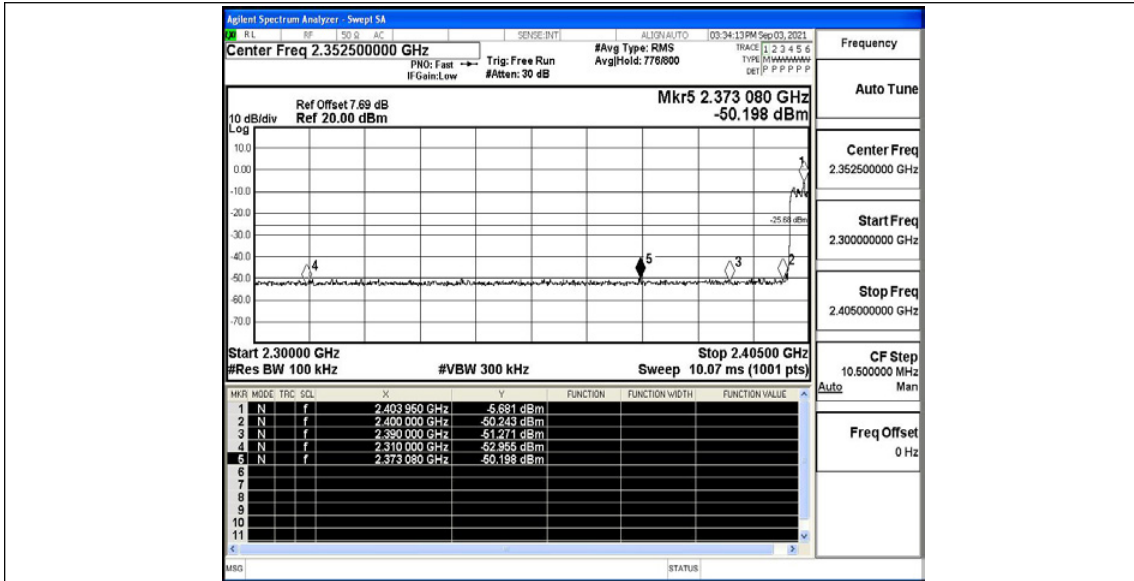 Agilent Spectrum Analyzer - Swept SA
RL RF 50 Ω AC SENSE:INT ALIGNAUTO 03:34:13 PM Sep 03, 2021
Center Freq 2.352500000 GHz
PNO: Fast
IFGain:Low
Trig: Free Run
#Atten: 30 dB
#Avg Type: RMS
Avg|Hold: 776/800
TRACE 1 2 3 4 5 6
TYPE MWWWWW
DET P P P P P P
Mkr5 2.373 080 GHz
-50.198 dBm
Ref Offset 7.69 dB
10 dB/div Ref 20.00 dBm
Log
10.0
0.00
-10.0
-20.0
-30.0
-40.0
-50.0
-60.0
-70.0
1
-25.68 dBm
4
5
3
2
Start 2.30000 GHz Stop 2.40500 GHz
#Res BW 100 kHz #VBW 300 kHz Sweep 10.07 ms (1001 pts)
MKR MODE TRC SCL X Y FUNCTION FUNCTION WIDTH FUNCTION VALUE
1 N f 2.403 950 GHz -5.681 dBm
2 N f 2.400 000 GHz -50.243 dBm
3 N f 2.390 000 GHz -51.271 dBm
4 N f 2.310 000 GHz -52.955 dBm
5 N f 2.373 080 GHz -50.198 dBm
6
7
8
9
10
11
MSG STATUS
Frequency
Auto Tune
Center Freq
2.352500000 GHz
Start Freq
2.300000000 GHz
Stop Freq
2.405000000 GHz
CF Step
10.500000 MHz
Auto Man
Freq Offset
0 Hz